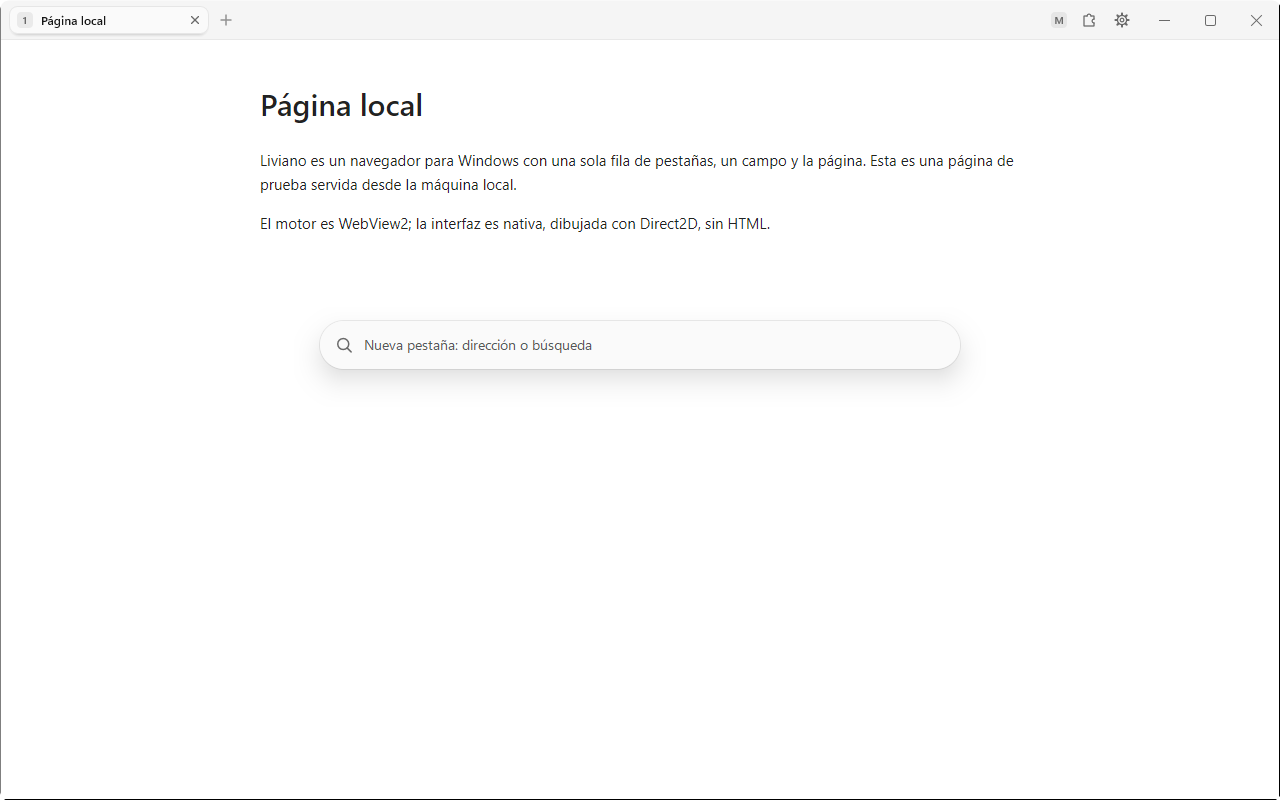 1 Página local
M
Página local
Liviano es un navegador para Windows con una sola fila de pestañas, un campo y la página. Esta es una página de
prueba servida desde la máquina local.
El motor es WebView2; la interfaz es nativa, dibujada con Direct2D, sin HTML.
Nueva pestaña: dirección o búsqueda